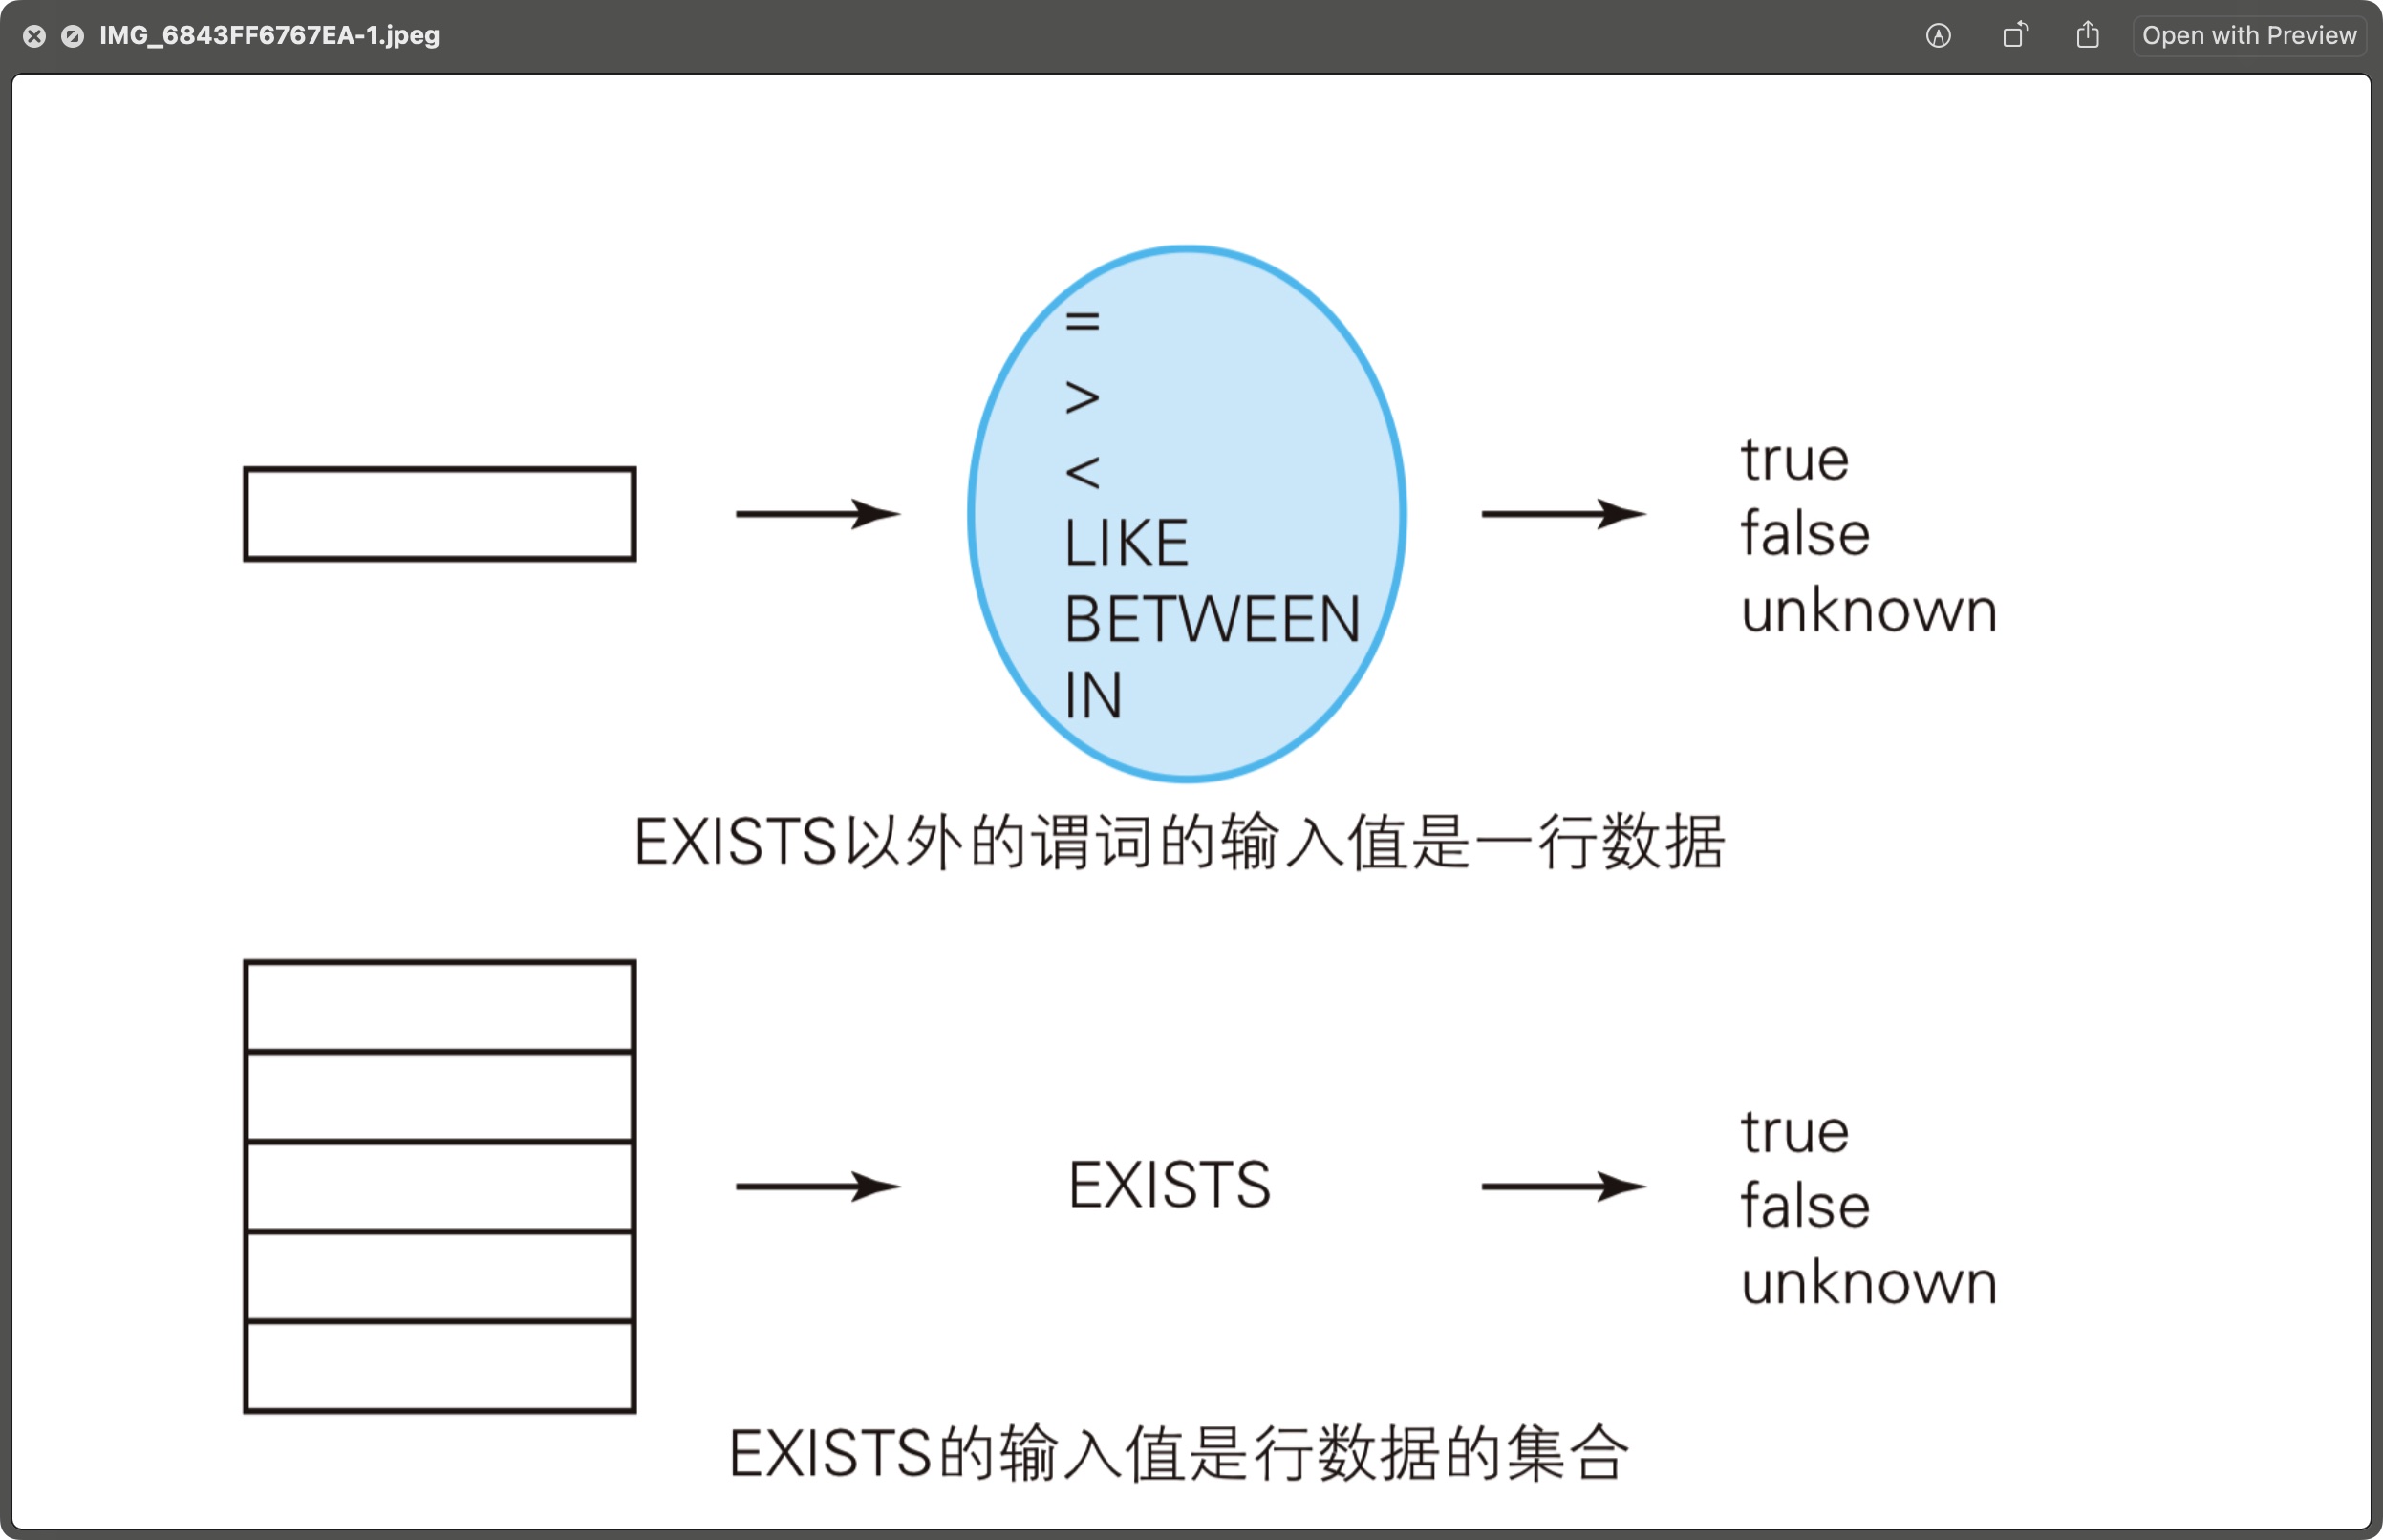 IMG_6843FF6767EA-1.jpeg
Open with Preview
=
>
<
LIKE
BETWEEN
IN
true
false
unknown
EXISTS以外的谓词的输入值是一行数据
EXISTS
true
false
unknown
EXISTS的输入值是行数据的集合